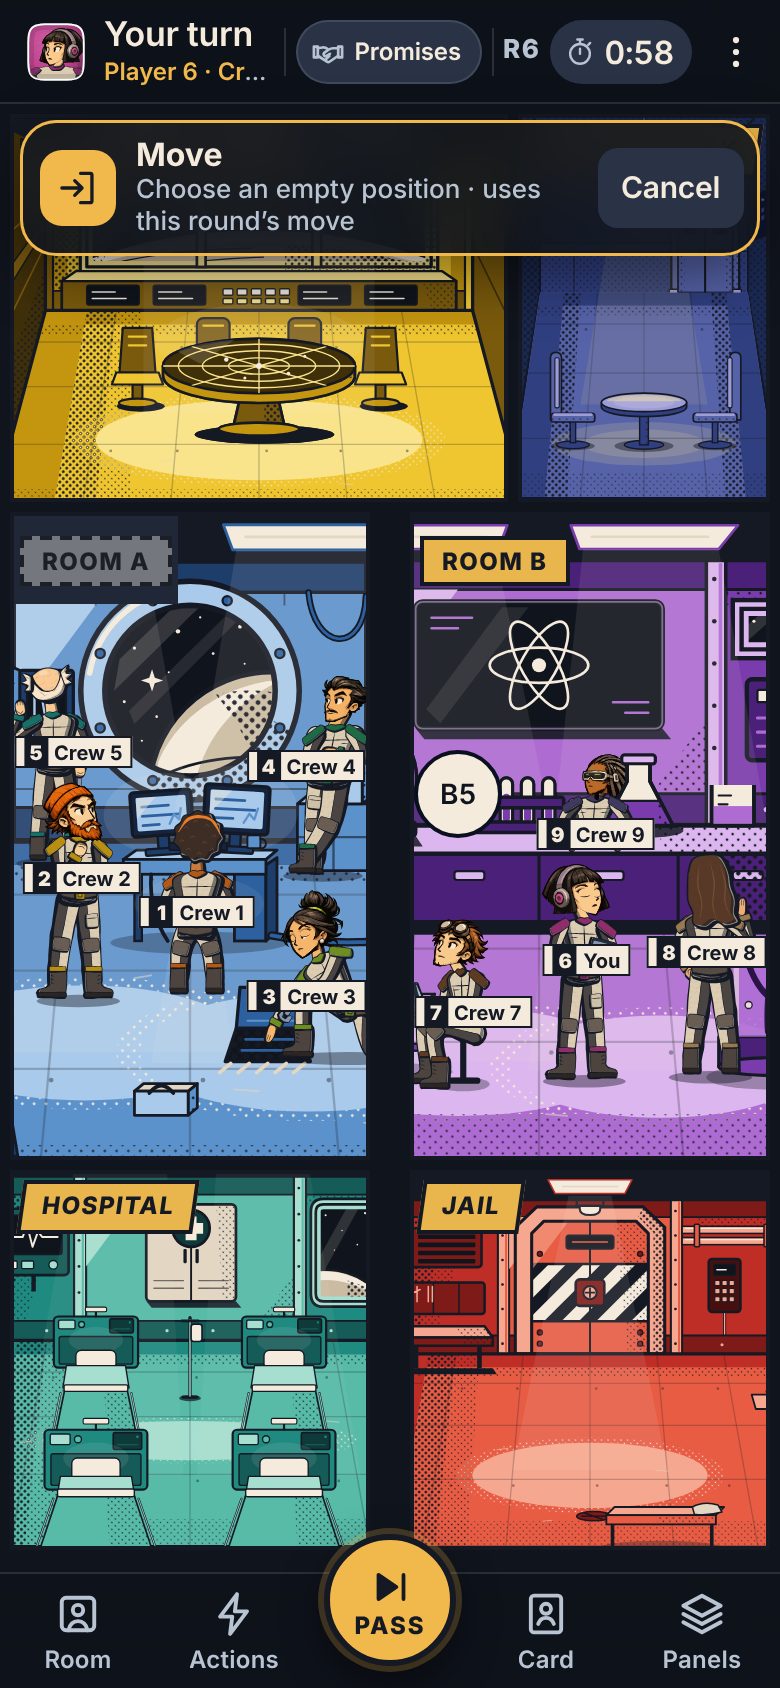 Your turn
Player 6 · Cr...
Promises
R6
0:58
Move
Choose an empty position · uses
this round’s move
Cancel
ROOM A
ROOM B
5 Crew 5
4 Crew 4
2 Crew 2
1 Crew 1
3 Crew 3
B5
9 Crew 9
6 You
8 Crew 8
7 Crew 7
HOSPITAL
JAIL
PASS
Room
Actions
Card
Panels